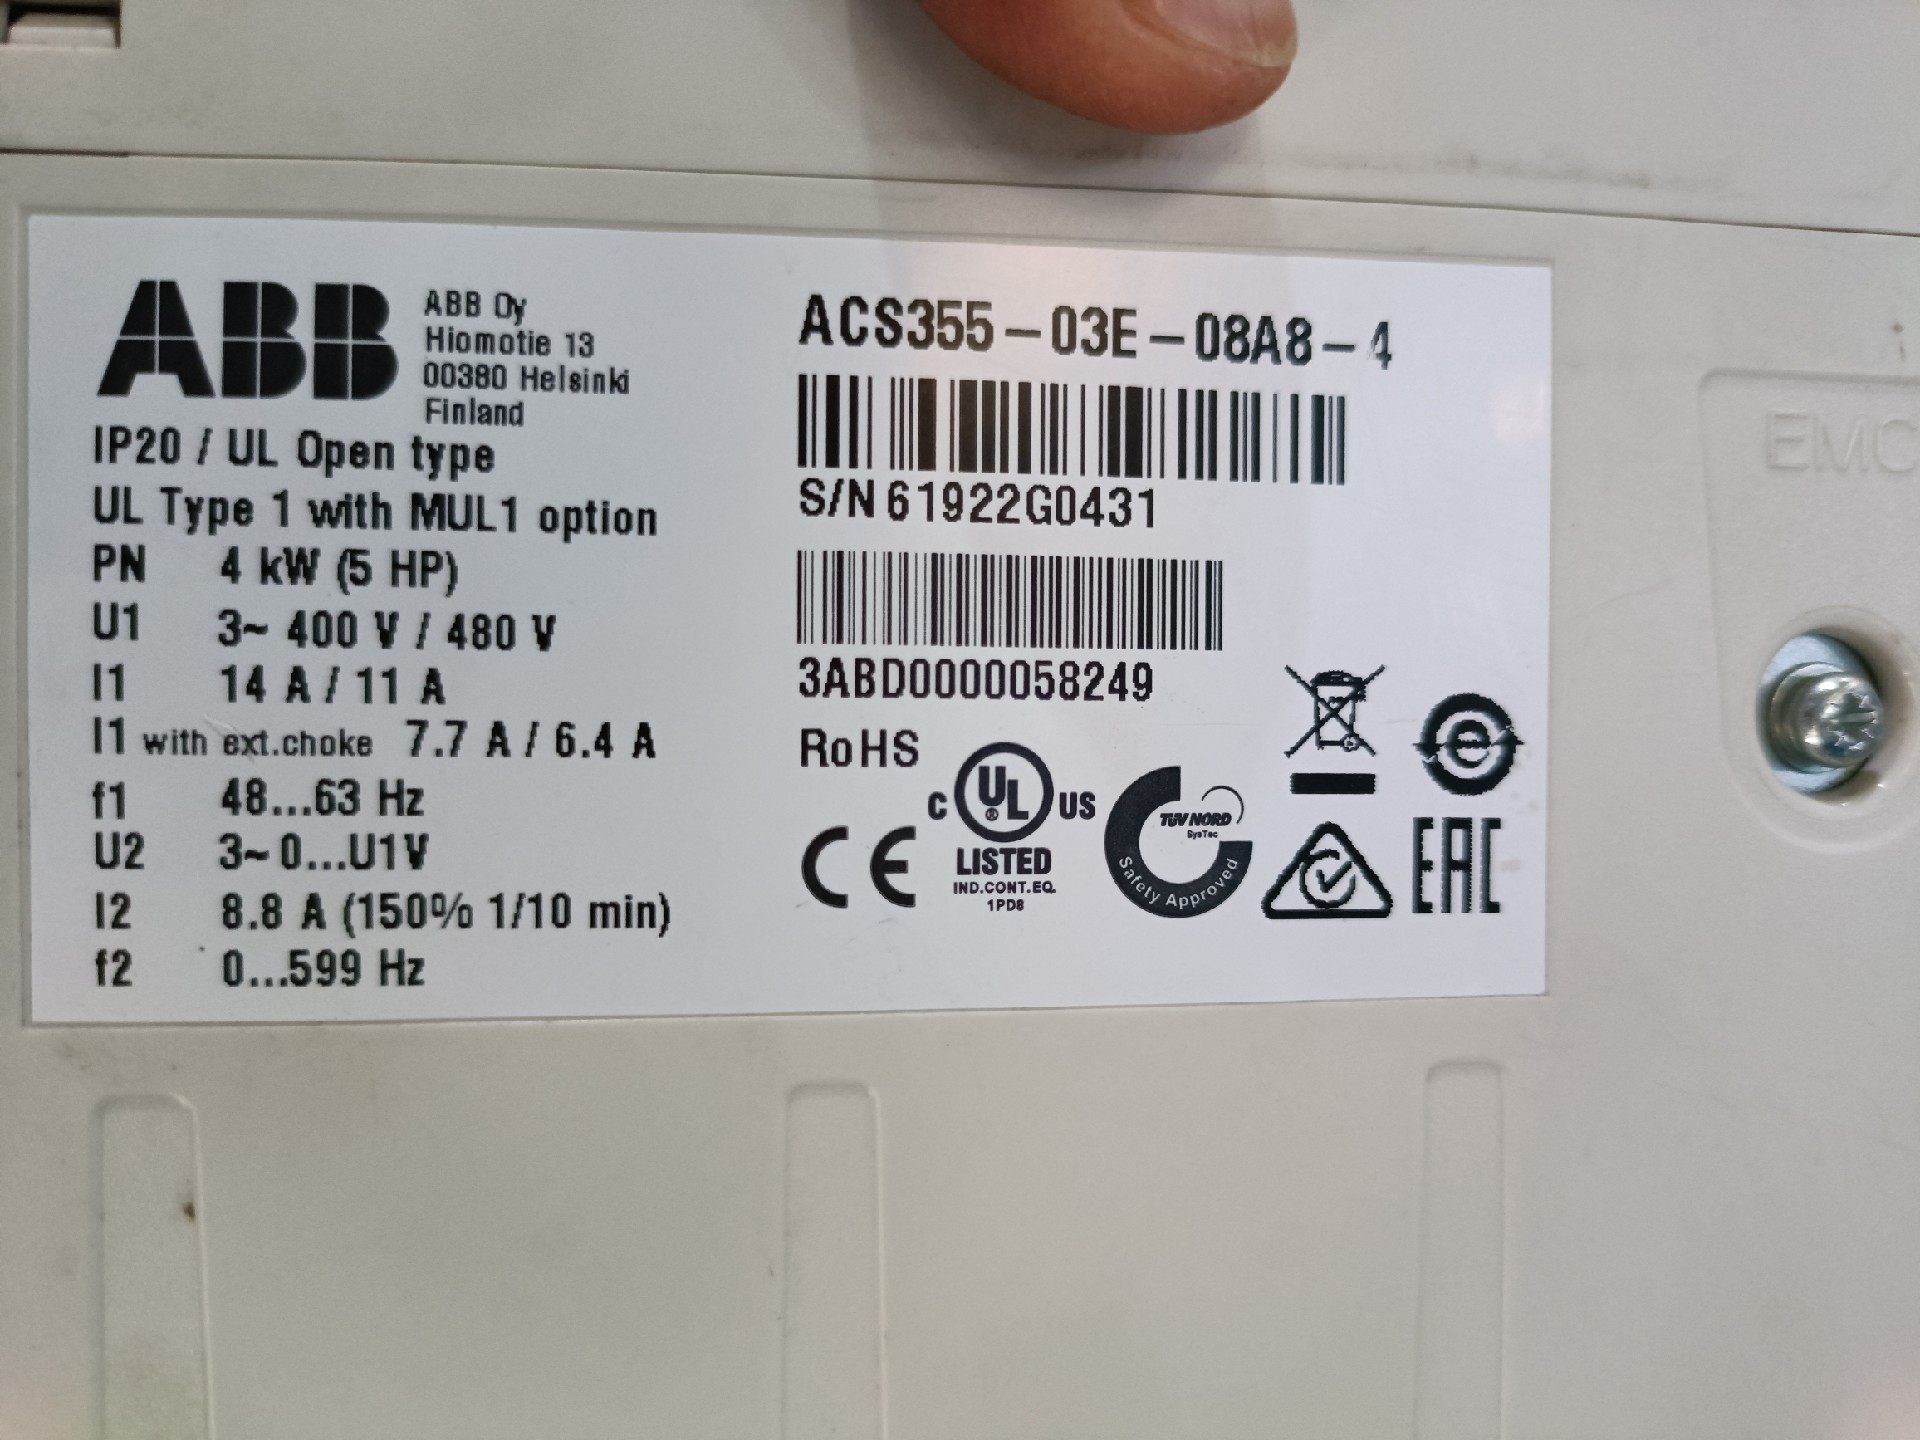 ABB
ABB Oy
Hiomotie 13
00380 Helsinki
Finland
IP20 / UL Open type
UL Type 1 with MUL1 option
PN 4 kW (5 HP)
U1 3~ 400 V / 480 V
I1 14 A / 11 A
I1 with ext.choke 7.7 A / 6.4 A
f1 48...63 Hz
U2 3~ 0...U1V
I2 8.8 A (150% 1/10 min)
f2 0...599 Hz
ACS355-03E-08A8-4
S/N 61922G0431
3ABD0000058249
RoHS
CE
C UL US
®
LISTED
IND.CONT.EQ.
1PD8
TÜV NORD
SysTec
Safety Approved
e
EAC
EMC